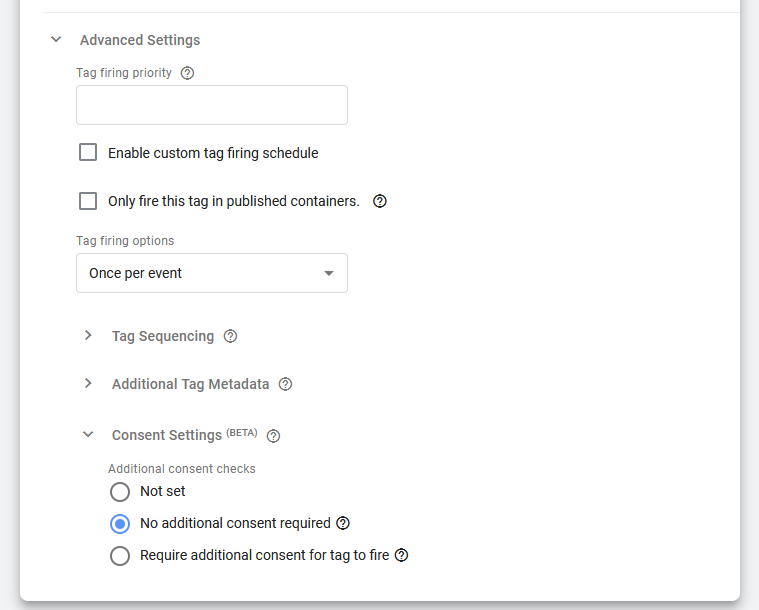 Advanced Settings
Tag firing priority
Enable custom tag firing schedule
Only fire this tag in published containers.
Tag firing options
Once per event
Tag Sequencing
Additional Tag Metadata
Consent Settings (BETA)
Additional consent checks
Not set
No additional consent required
Require additional consent for tag to fire